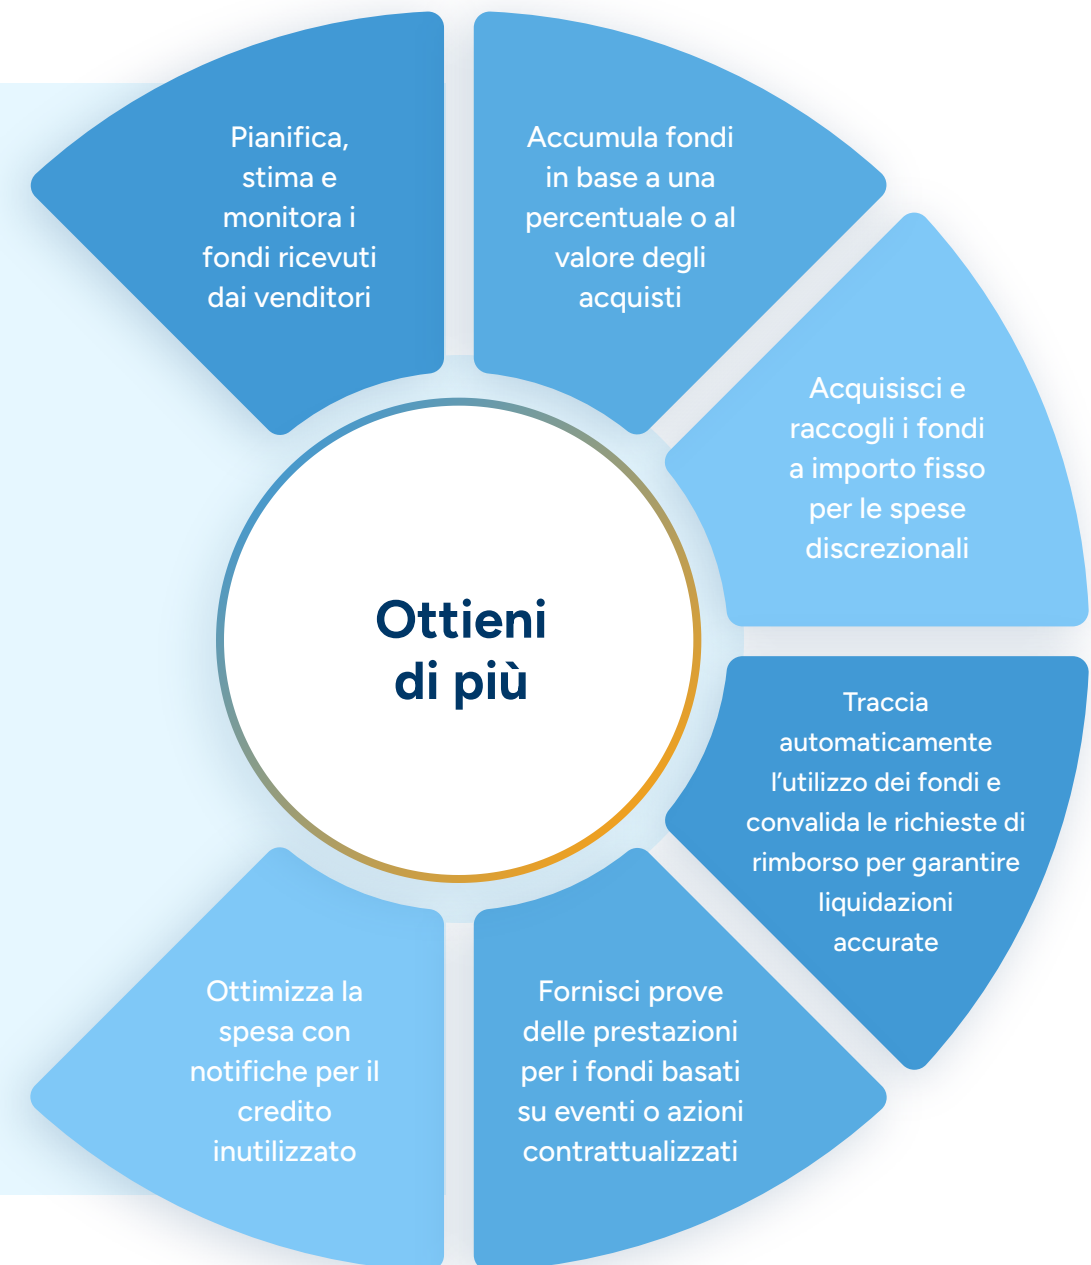 Pianifica,
stima e
monitora i
fondi ricevuti
dai venditori
Accumula fondi
in base a una
percentuale o al
valore degli
acquisti
Acquisisci e
raccogli i fondi
a importo fisso
per le spese
discrezionali
Traccia
automaticamente
l’utilizzo dei fondi e
convalida le richieste di
rimborso per garantire
liquidazioni
accurate
Fornisci prove
delle prestazioni
per i fondi basati
su eventi o azioni
contrattualizzati
Ottimizza la
spesa con
notifiche per il
credito
inutilizzato
Ottieni
di più